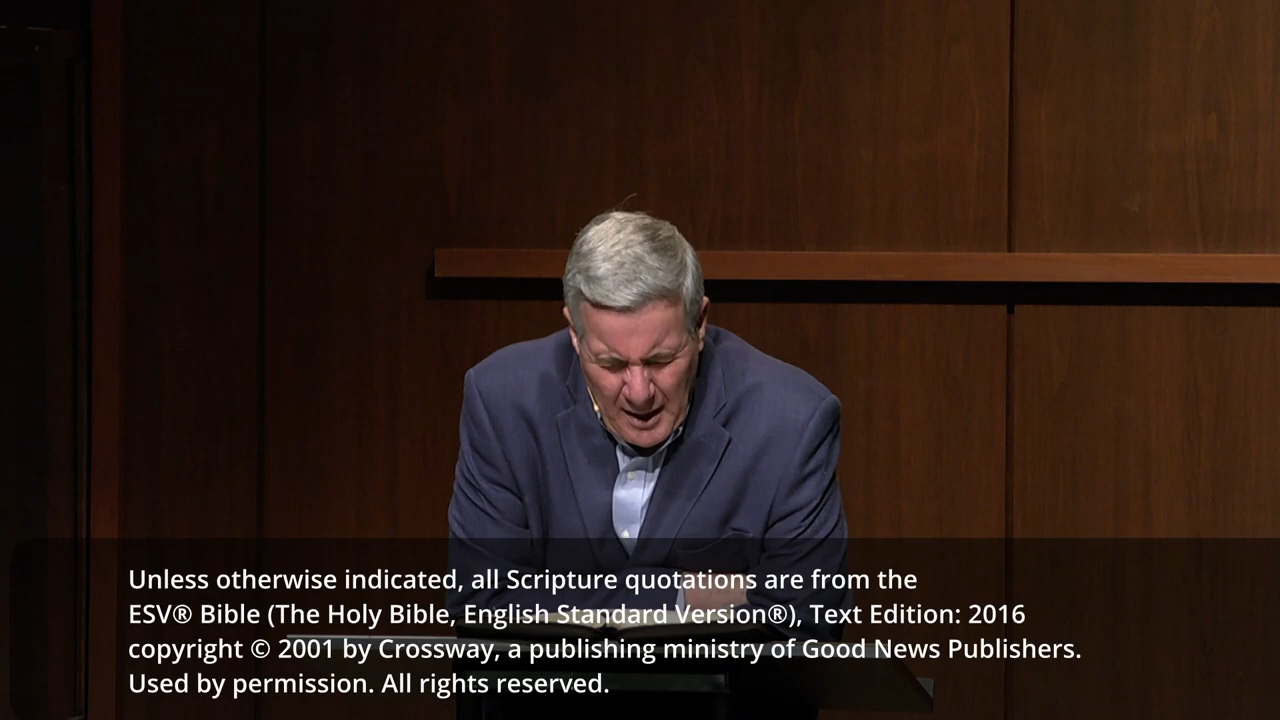 Unless otherwise indicated, all Scripture quotations are from the
ESV® Bible (The Holy Bible, English Standard Version®), Text Edition: 2016
copyright © 2001 by Crossway, a publishing ministry of Good News Publishers.
Used by permission. All rights reserved.